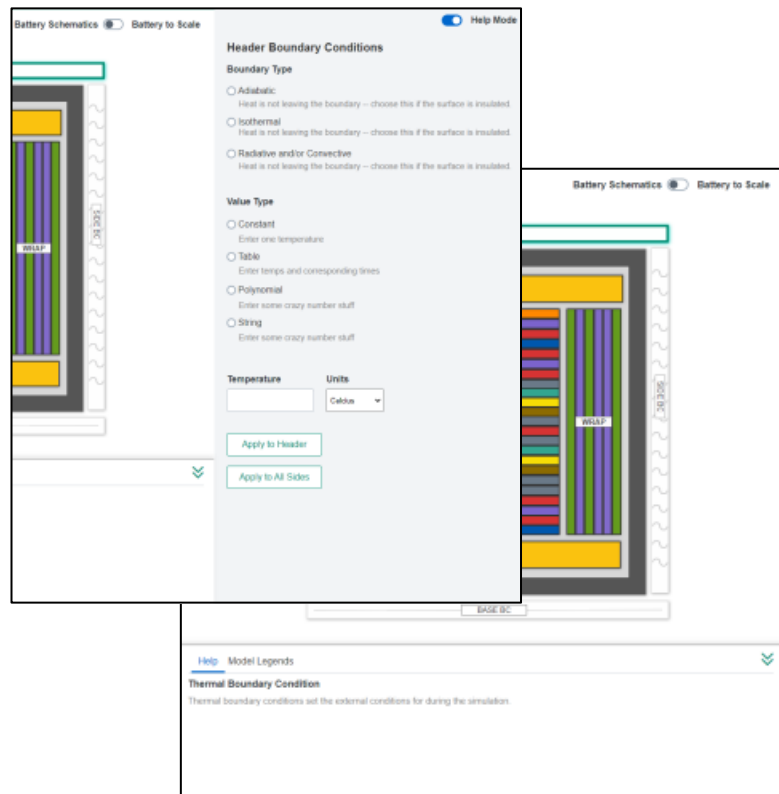 Battery Schematics Battery to Scale
Help Mode
Header Boundary Conditions
Boundary Type
Adiabatic
Heat is not leaving the boundary -- choose this if the surface is insulated.
Isothermal
Heat is not leaving the boundary -- choose this if the surface is insulated.
Radiative and/or Convective
Heat is not leaving the boundary -- choose this if the surface is insulated.
Value Type
Constant
Enter one temperature
Table
Enter temps and corresponding times
Polynomial
Enter some crazy number stuff
String
Enter some crazy number stuff
Temperature Units
Celcius
Apply to Header
Apply to All Sides
WRAP
SIDE BC
Battery Schematics Battery to Scale
WRAP
SIDE BC
BASE BC
Help Model Legends
Thermal Boundary Condition
Thermal boundary conditions set the external conditions for during the simulation.